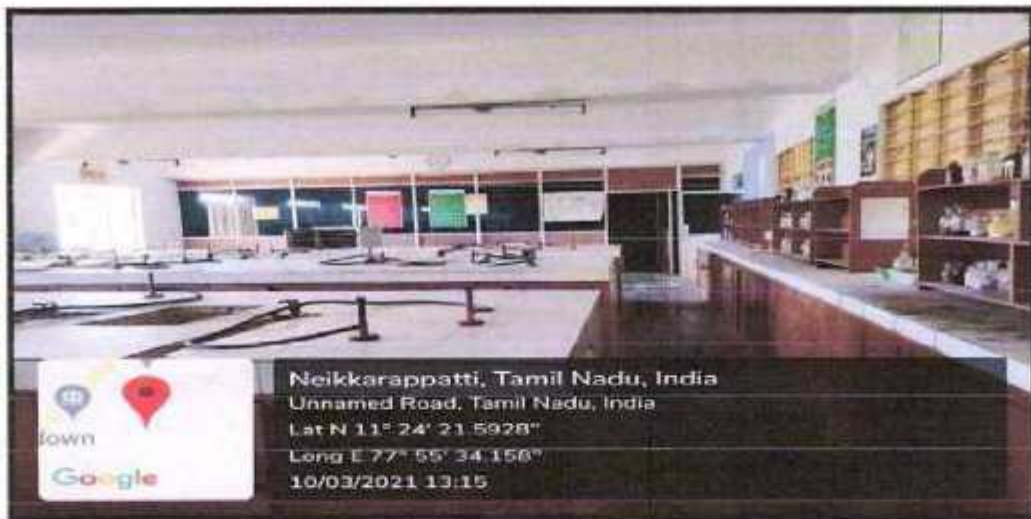 Neikkarappatti, Tamil Nadu, India
Unnamed Road, Tamil Nadu, India
Lat N 11° 24' 21.5928"
Long E 77° 55' 34.158"
10/03/2021 13:15
lown
Google